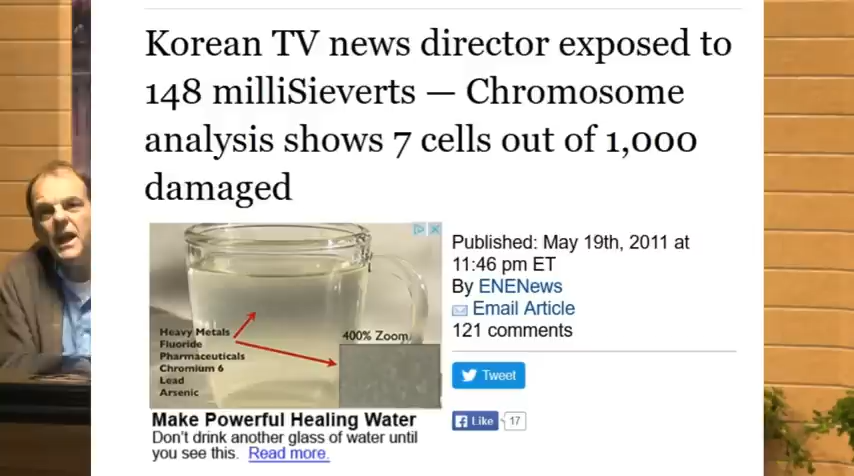 Korean TV news director exposed to
148 milliSieverts — Chromosome
analysis shows 7 cells out of 1,000
damaged
Heavy Metals
Fluoride
Pharmaceuticals
Chromium 6
Lead
Arsenic
400% Zoom
Make Powerful Healing Water
Don't drink another glass of water until
you see this. Read more.
Published: May 19th, 2011 at
11:46 pm ET
By ENENews
Email Article
121 comments
Tweet
Like 17